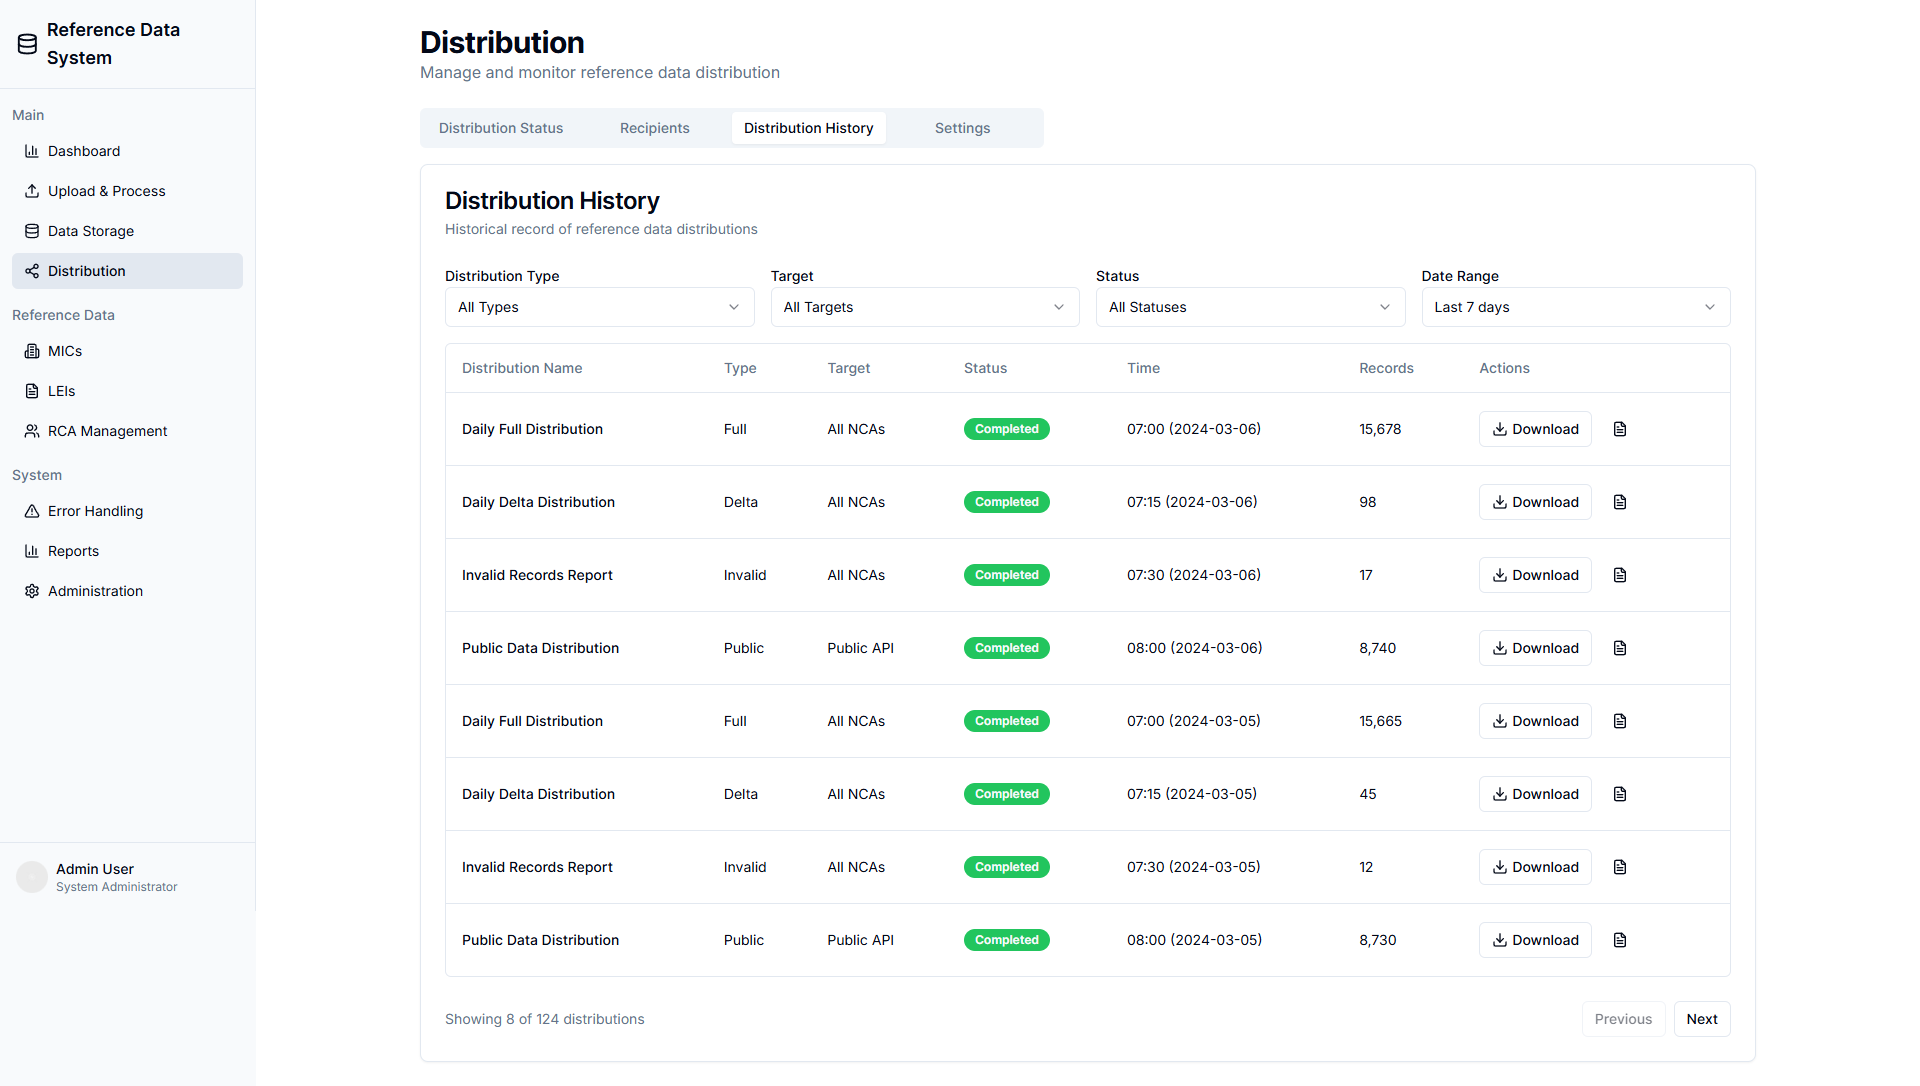 Reference Data
System
Main
Dashboard
Upload & Process
Data Storage
Distribution
Reference Data
MICs
LEIs
RCA Management
System
Error Handling
Reports
Administration
Admin User
System Administrator
Distribution
Manage and monitor reference data distribution
Distribution Status Recipients Distribution History Settings
Distribution History
Historical record of reference data distributions
Distribution Type Target Status Date Range
All Types All Targets All Statuses Last 7 days
Distribution Name Type Target Status Time Records Actions
Daily Full Distribution Full All NCAs Completed 07:00 (2024-03-06) 15,678 Download
Daily Delta Distribution Delta All NCAs Completed 07:15 (2024-03-06) 98 Download
Invalid Records Report Invalid All NCAs Completed 07:30 (2024-03-06) 17 Download
Public Data Distribution Public Public API Completed 08:00 (2024-03-06) 8,740 Download
Daily Full Distribution Full All NCAs Completed 07:00 (2024-03-05) 15,665 Download
Daily Delta Distribution Delta All NCAs Completed 07:15 (2024-03-05) 45 Download
Invalid Records Report Invalid All NCAs Completed 07:30 (2024-03-05) 12 Download
Public Data Distribution Public Public API Completed 08:00 (2024-03-05) 8,730 Download
Showing 8 of 124 distributions Previous Next